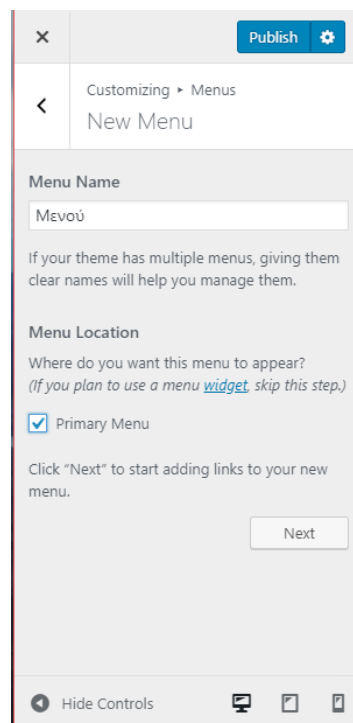 Publish
Customizing ▸ Menus
New Menu
Menu Name
Μενού
If your theme has multiple menus, giving them
clear names will help you manage them.
Menu Location
Where do you want this menu to appear?
(If you plan to use a menu widget, skip this step.)
Primary Menu
Click “Next” to start adding links to your new
menu.
Next
Hide Controls